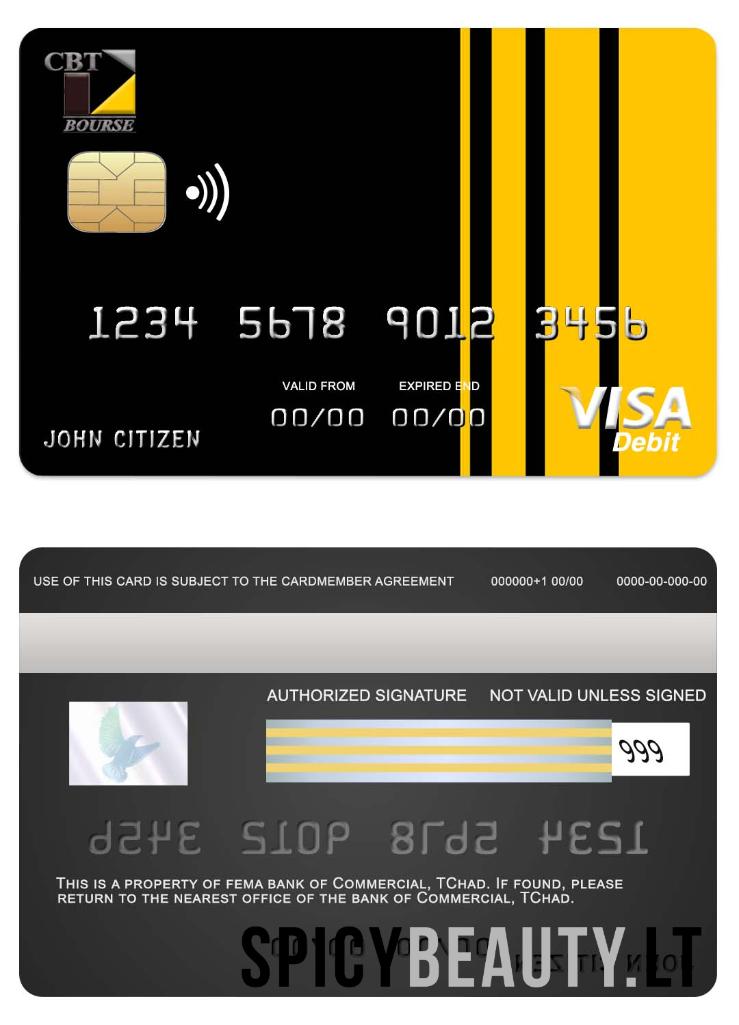 CBT
BOURSE
1234 5678 9012 3456
VALID FROM EXPIRED END
00/00 00/00
JOHN CITIZEN
VISA
Debit
USE OF THIS CARD IS SUBJECT TO THE CARDMEMBER AGREEMENT 000000+1 00/00 0000-00-000-00
AUTHORIZED SIGNATURE NOT VALID UNLESS SIGNED
999
THIS IS A PROPERTY OF FEMA BANK OF COMMERCIAL, TCHAD. IF FOUND, PLEASE
RETURN TO THE NEAREST OFFICE OF THE BANK OF COMMERCIAL, TCHAD.
SPICYBEAUTY.LT